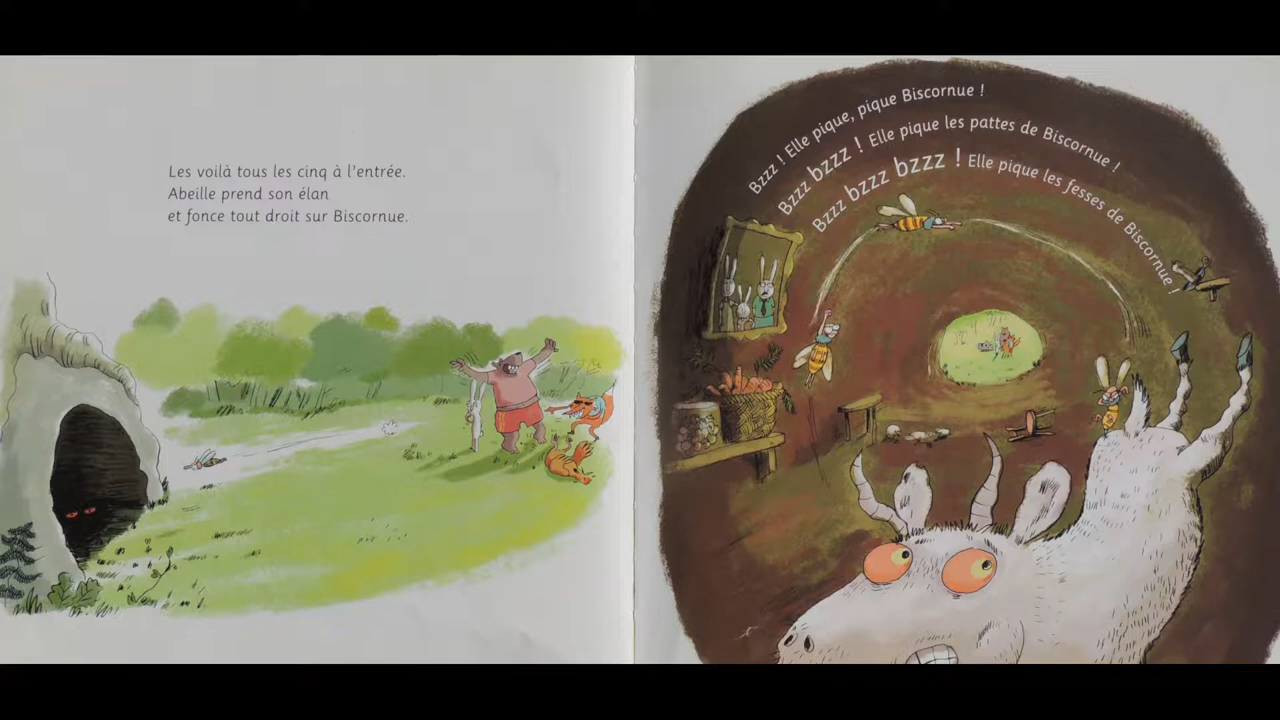 Les voilà tous les cinq à l'entrée.
Abeille prend son élan
et fonce tout droit sur Biscornue.
Bzzz ! Elle pique, pique Biscornue !
Bzzz bzzz ! Elle pique les pattes de Biscornue !
Bzzz bzzz bzzz ! Elle pique les fesses de Biscornue !